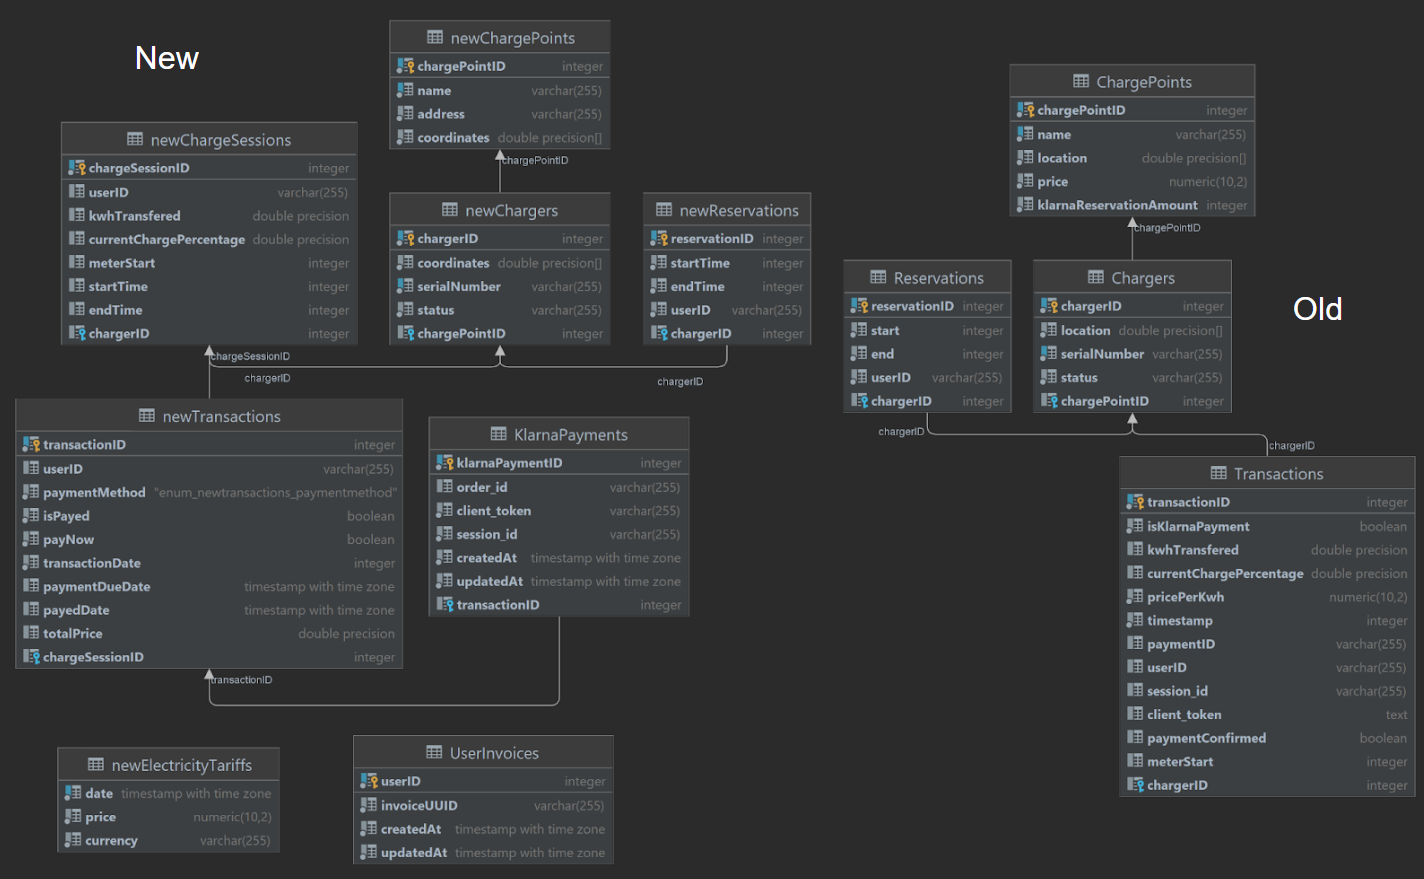 New
newChargePoints
chargePointID integer
name varchar(255)
address varchar(255)
coordinates double precision[]
chargePointID
newChargeSessions
chargeSessionID integer
userID varchar(255)
kwhTransfered double precision
currentChargePercentage double precision
meterStart integer
startTime integer
endTime integer
chargerID integer
newChargers
chargerID integer
coordinates double precision[]
serialNumber varchar(255)
status varchar(255)
chargePointID integer
newReservations
reservationID integer
startTime integer
endTime integer
userID varchar(255)
chargerID integer
chargeSessionID
chargerID
chargerID
newTransactions
transactionID integer
userID varchar(255)
paymentMethod "enum_newtransactions_paymentmethod"
isPayed boolean
payNow boolean
transactionDate integer
paymentDueDate timestamp with time zone
payedDate timestamp with time zone
totalPrice double precision
chargeSessionID integer
transactionID
KlarnaPayments
klarnaPaymentID integer
order_id varchar(255)
client_token varchar(255)
session_id varchar(255)
createdAt timestamp with time zone
updatedAt timestamp with time zone
transactionID integer
newElectricityTariffs
date timestamp with time zone
price numeric(10,2)
currency varchar(255)
UserInvoices
userID integer
invoiceUUID varchar(255)
createdAt timestamp with time zone
updatedAt timestamp with time zone
Old
ChargePoints
chargePointID integer
name varchar(255)
location double precision[]
price numeric(10,2)
klarnaReservationAmount integer
chargePointID
Reservations
reservationID integer
start integer
end integer
userID varchar(255)
chargerID integer
Chargers
chargerID integer
location double precision[]
serialNumber varchar(255)
status varchar(255)
chargePointID integer
chargerID
chargerID
Transactions
transactionID integer
isKlarnaPayment boolean
kwhTransfered double precision
currentChargePercentage double precision
pricePerKwh numeric(10,2)
timestamp integer
paymentID varchar(255)
userID varchar(255)
session_id varchar(255)
client_token text
paymentConfirmed boolean
meterStart integer
chargerID integer